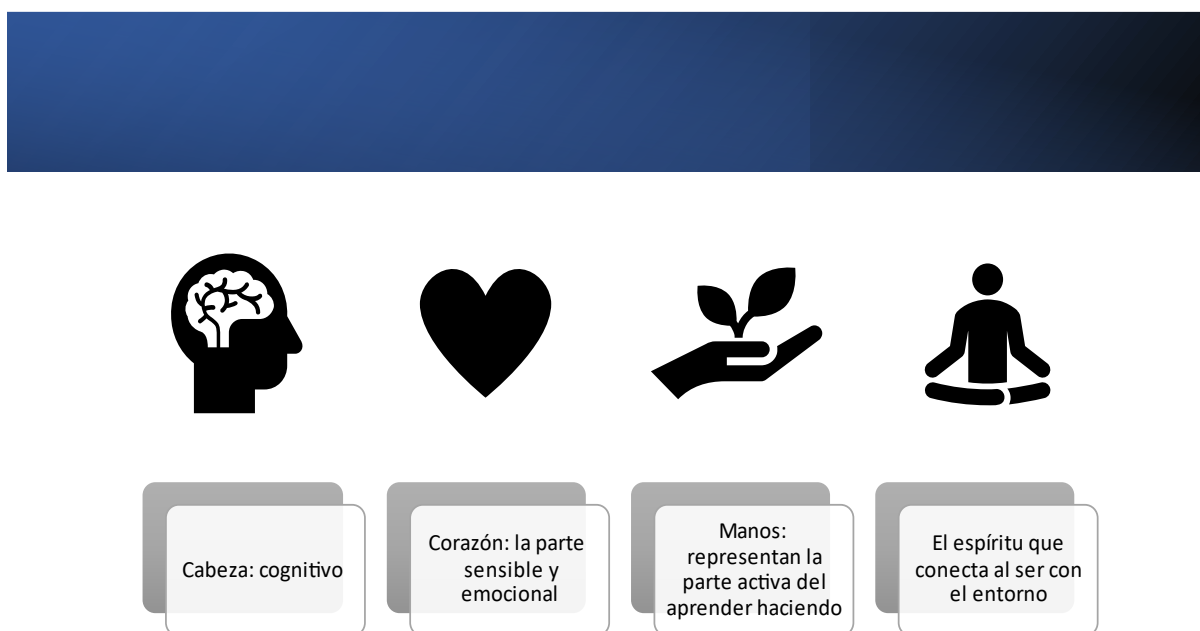 Cabeza: cognitivo
Corazón: la parte
sensible y
emocional
Manos:
representan la
parte activa del
aprender haciendo
El espíritu que
conecta al ser con
el entorno